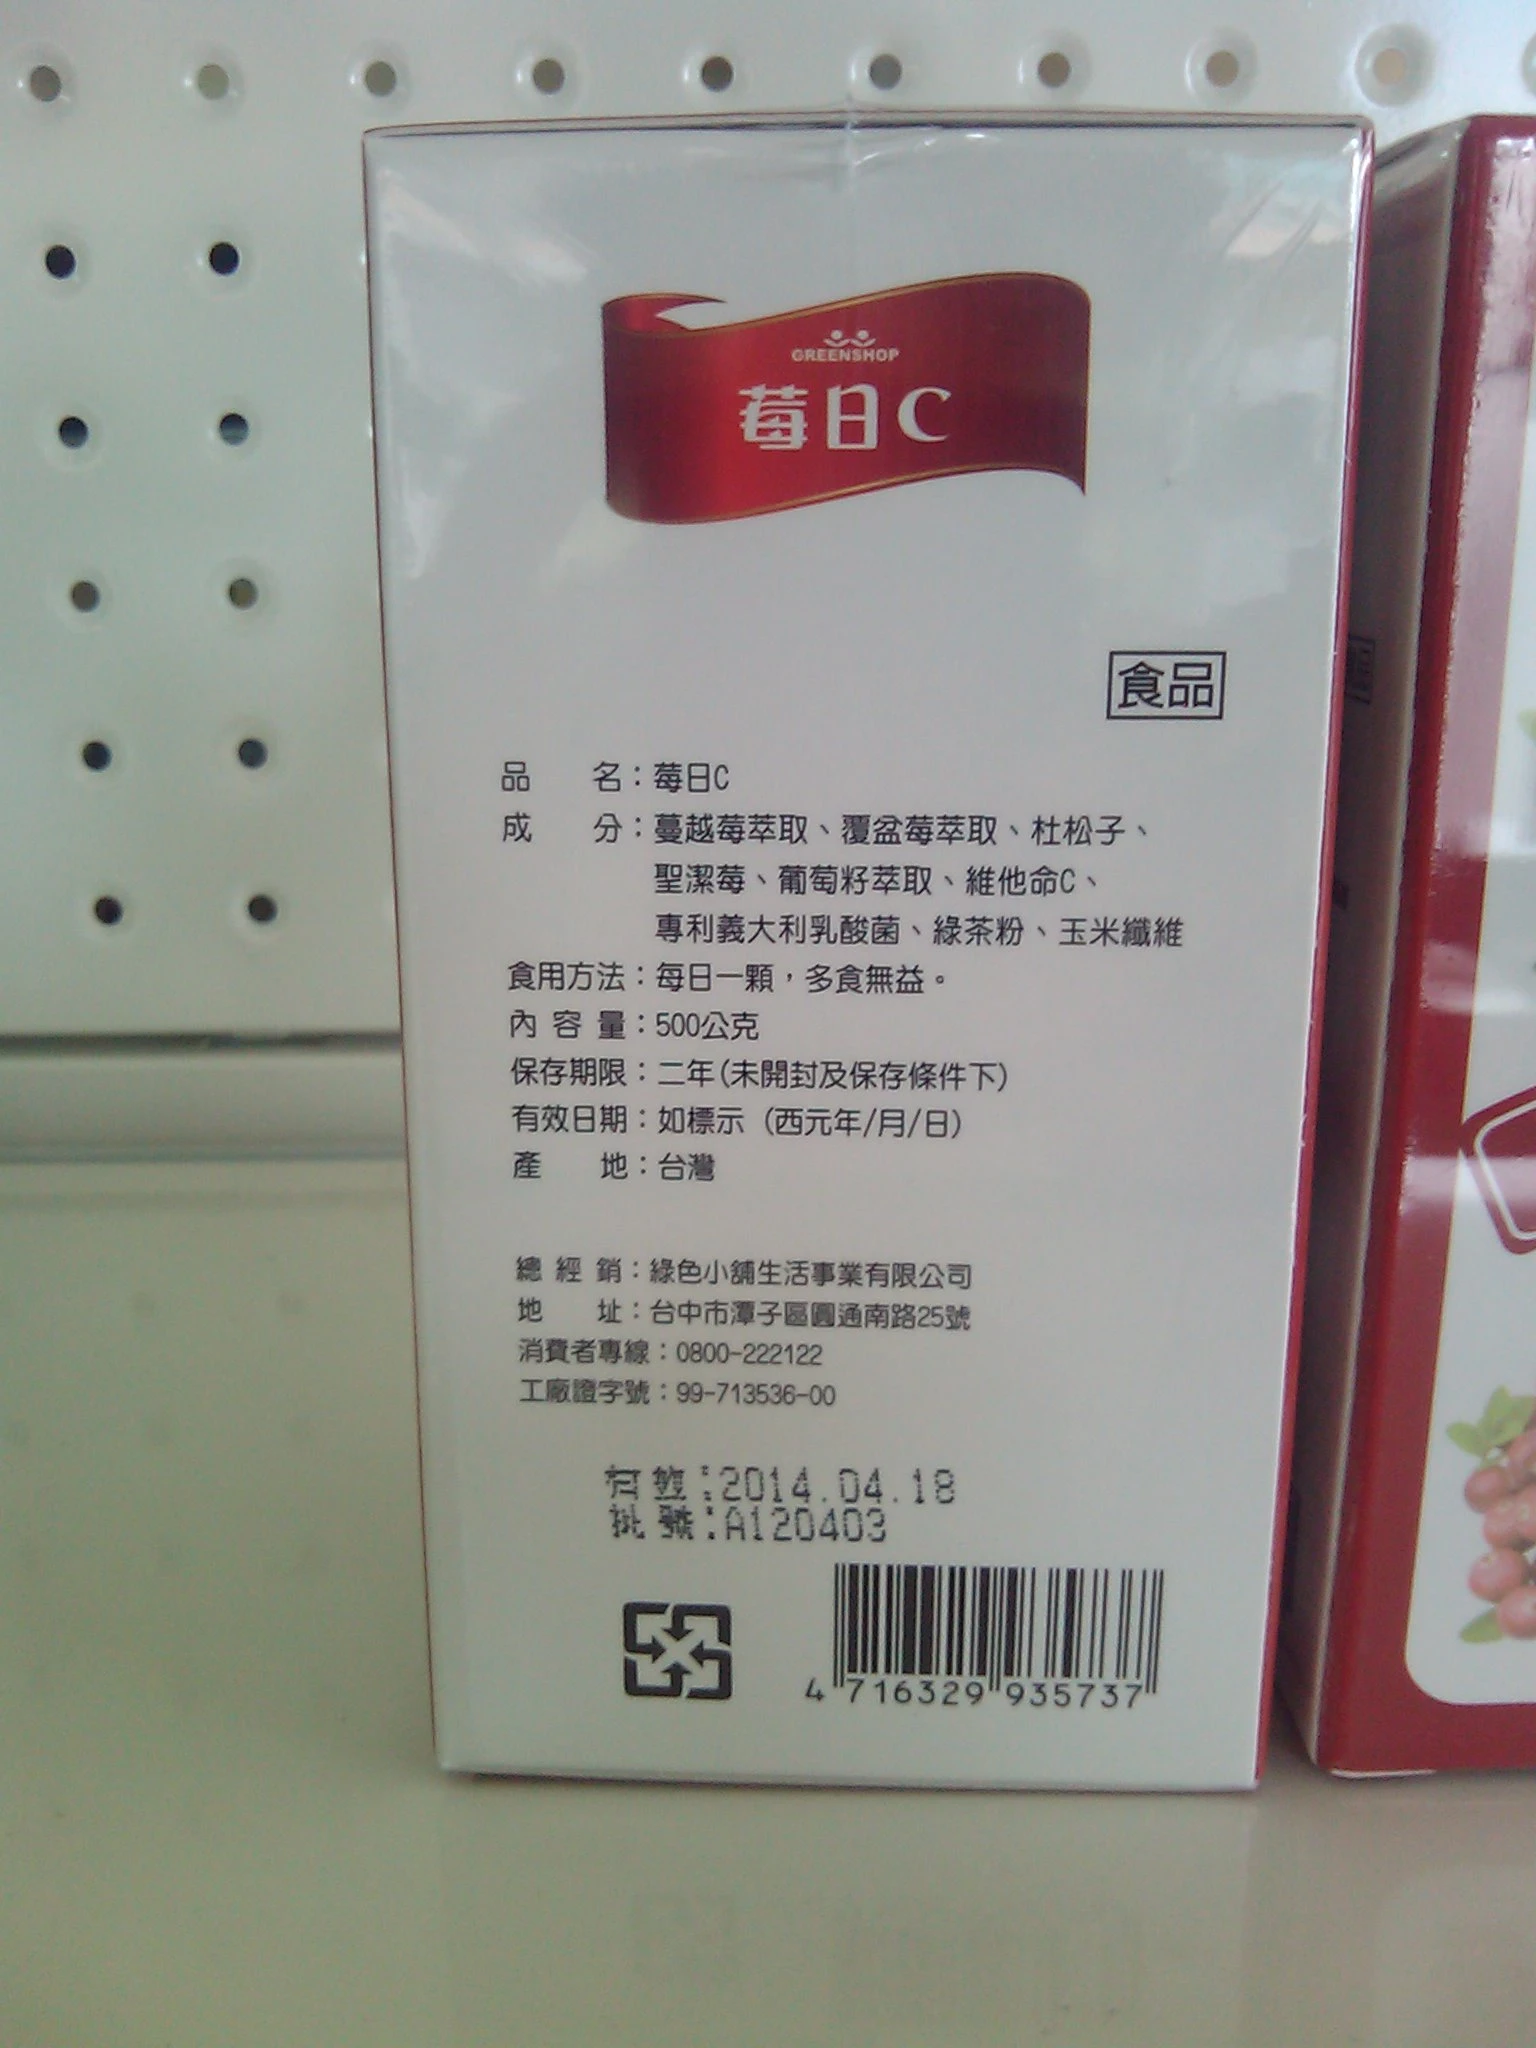 GREENSHOP
莓日C
食品
品名：莓日C
成分：蔓越莓萃取、覆盆莓萃取、杜松子、
聖潔莓、葡萄籽萃取、維他命C、
專利義大利乳酸菌、綠茶粉、玉米纖維
食用方法：每日一顆，多食無益。
內容量：500公克
保存期限：二年(未開封及保存條件下)
有效日期：如標示 (西元年/月/日)
產地：台灣
總經銷：綠色小舖生活事業有限公司
地址：台中市潭子區圓通南路25號
消費者專線：0800-222122
工廠證字號：99-713536-00
有效:2014.04.18
批號:A120403
4 716329 935737